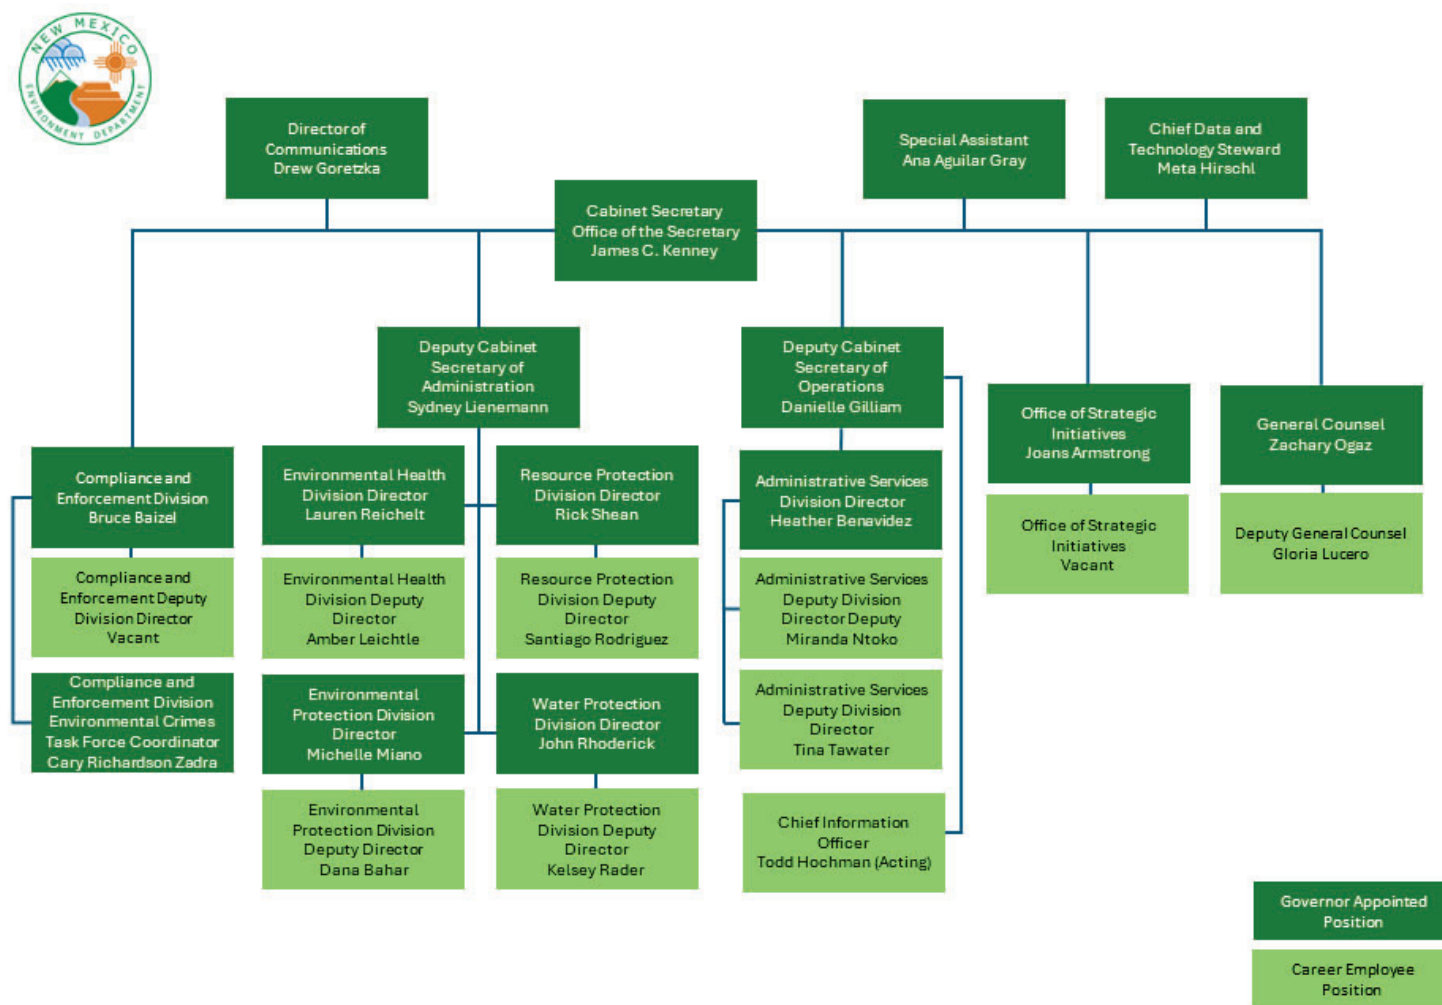 NEW MEXICO
ENVIRONMENT DEPARTMENT
Director of
Communications
Drew Goretzka
Special Assistant
Ana Aguilar Gray
Chief Data and
Technology Steward
Meta Hirschl
Cabinet Secretary
Office of the Secretary
James C. Kenney
Deputy Cabinet
Secretary of
Administration
Sydney Lienemann
Deputy Cabinet
Secretary of
Operations
Danielle Gilliam
Office of Strategic
Initiatives
Joans Armstrong
General Counsel
Zachary Ogaz
Compliance and
Enforcement Division
Bruce Baizel
Environmental Health
Division Director
Lauren Reichelt
Resource Protection
Division Director
Rick Shean
Administrative Services
Division Director
Heather Benavidez
Office of Strategic
Initiatives
Vacant
Deputy General Counsel
Gloria Lucero
Compliance and
Enforcement Deputy
Division Director
Vacant
Environmental Health
Division Deputy
Director
Amber Leichtle
Resource Protection
Division Deputy
Director
Santiago Rodriguez
Administrative Services
Deputy Division
Director Deputy
Miranda Ntoko
Compliance and
Enforcement Division
Environmental Crimes
Task Force Coordinator
Cary Richardson Zadra
Environmental
Protection Division
Director
Michelle Miano
Water Protection
Division Director
John Rhoderick
Administrative Services
Deputy Division
Director
Tina Tawater
Environmental
Protection Division
Deputy Director
Dana Bahar
Water Protection
Division Deputy
Director
Kelsey Rader
Chief Information
Officer
Todd Hochman (Acting)
Governor Appointed
Position
Career Employee
Position